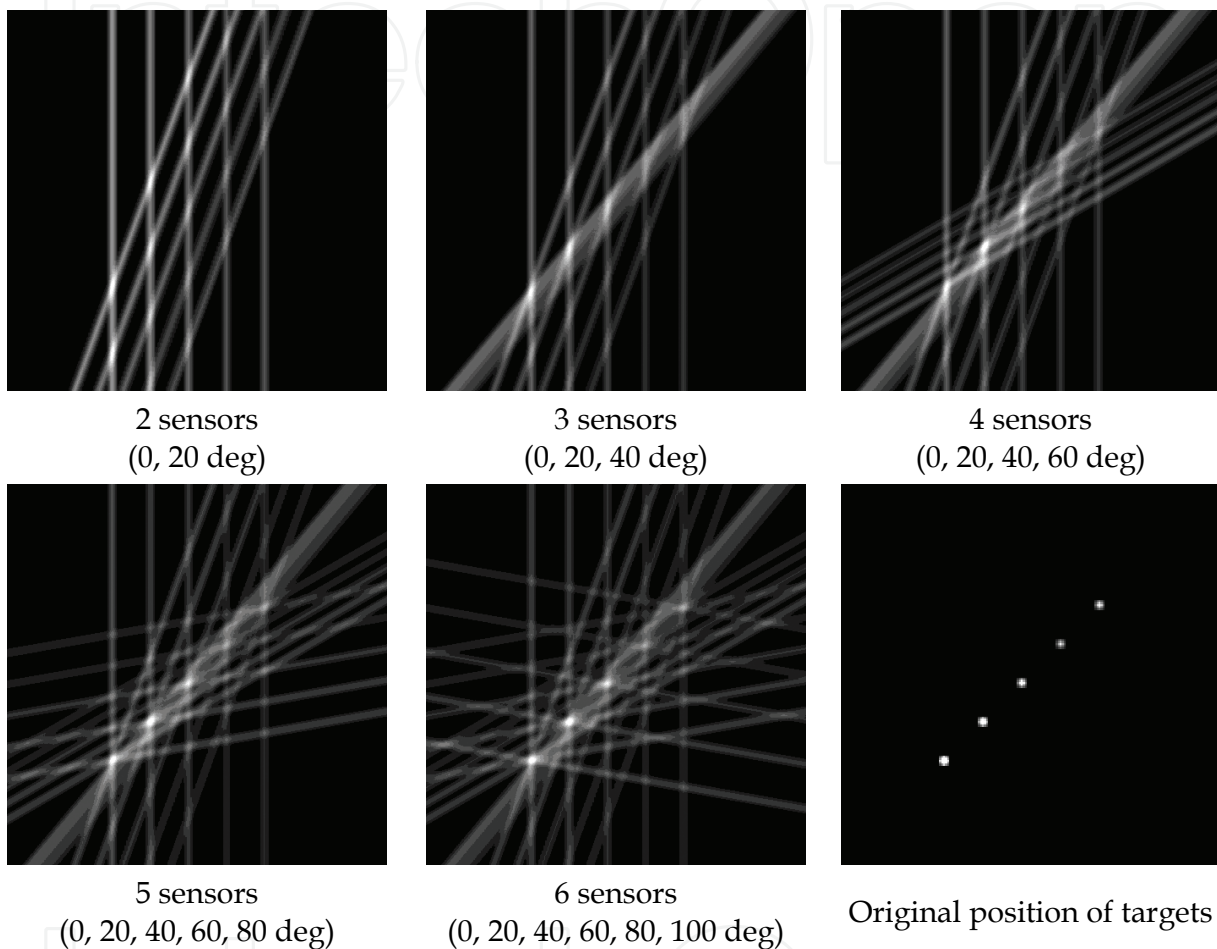 2 sensors
(0, 20 deg)
3 sensors
(0, 20, 40 deg)
4 sensors
(0, 20, 40, 60 deg)
5 sensors
(0, 20, 40, 60, 80 deg)
6 sensors
(0, 20, 40, 60, 80, 100 deg)
Original position of targets